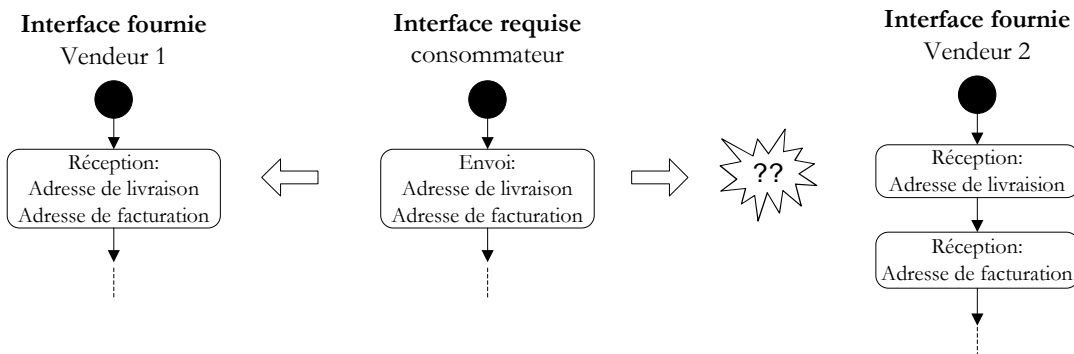 Interface fournie
Vendeur 1
Réception:
Adresse de livraison
Adresse de facturation
Interface requise
consommateur
Envoi:
Adresse de livraison
Adresse de facturation
??
Interface fournie
Vendeur 2
Réception:
Adresse de livraision
Réception:
Adresse de facturation